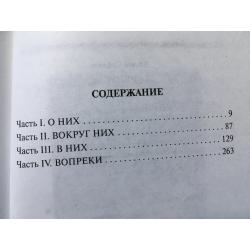 СОДЕРЖАНИЕ
Часть I. О НИХ . . . . . . . . . . . . . . . . . . . . . . . . . . . . 9
Часть II. ВОКРУГ НИХ . . . . . . . . . . . . . . . . . . . . . 87
Часть III. В НИХ . . . . . . . . . . . . . . . . . . . . . . . . . . 129
Часть IV. ВОПРЕКИ . . . . . . . . . . . . . . . . . . . . . . . 263